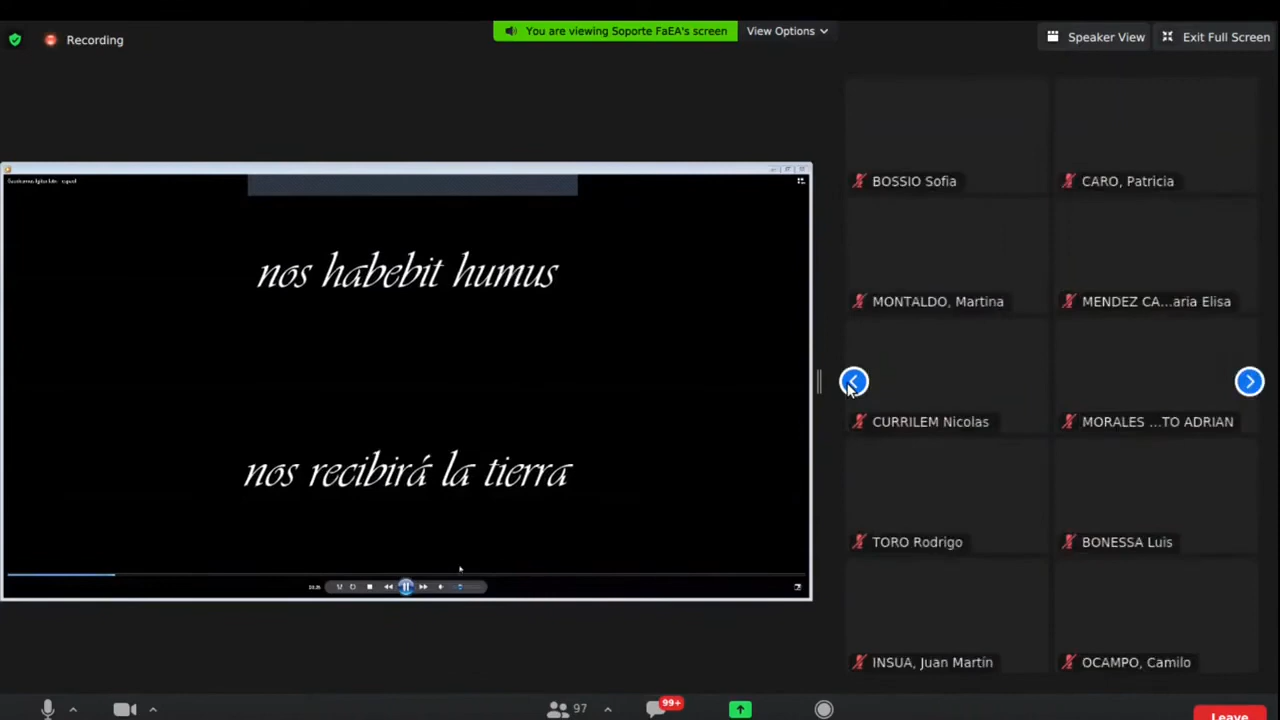 Recording
You are viewing Soporte FaEA's screen
View Options
Speaker View
Exit Full Screen
nos habebit humus
nos recibirá la tierra
BOSSIO Sofia
CARO, Patricia
MONTALDO, Martina
MENDEZ CA...aria Elisa
CURRILEM Nicolas
MORALES ...TO ADRIAN
TORO Rodrigo
BONESSA Luis
INSUA, Juan Martín
OCAMPO, Camilo
97
99+
Leave